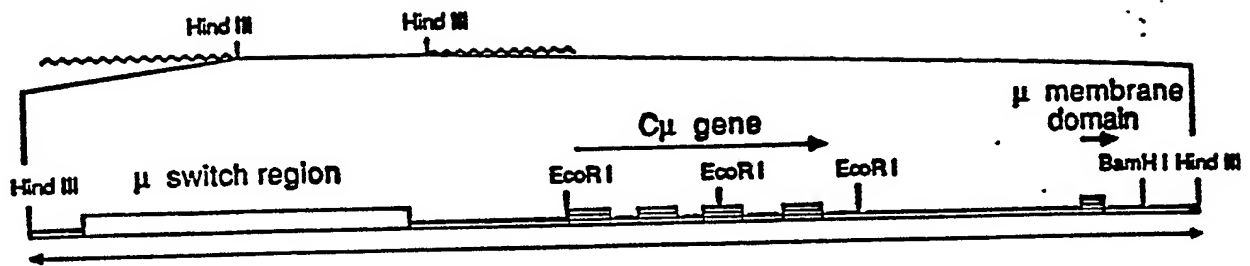 Hind III Hind III
μ membrane
domain
Cμ gene
Hind III μ switch region EcoR I EcoR I EcoR I BamH I Hind III